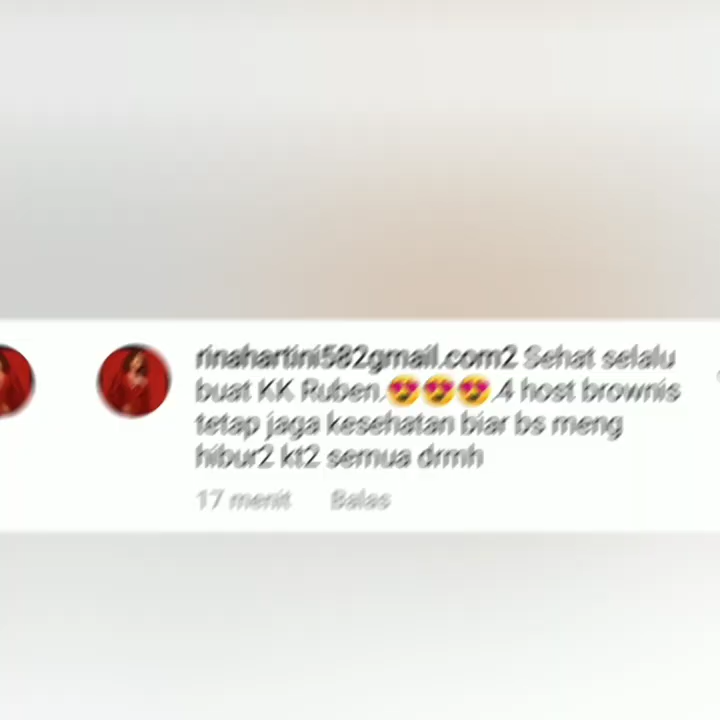 rinahartini582gmail.com2 Sehat selalu
buat KK Ruben.😍😍😍.4 host brownis
tetap jaga kesehatan biar bs meng
hibur2 kt2 semua drmh
17 menit Balas